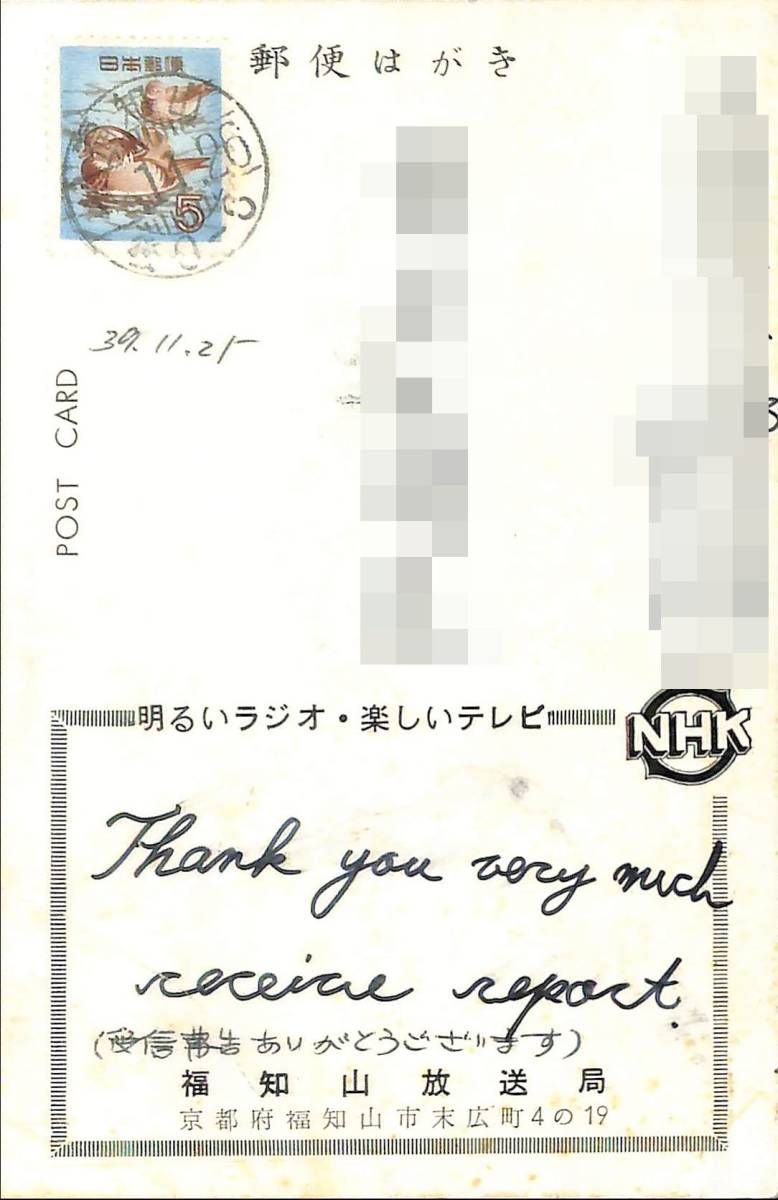 郵便はがき
日本郵便
5
39.11.25
POST CARD
明るいラジオ・楽しいテレビ
NHK
Thank you very much
receive report.
(受信報告ありがとうございます)
福知山放送局
京都府福知山市末広町4の19